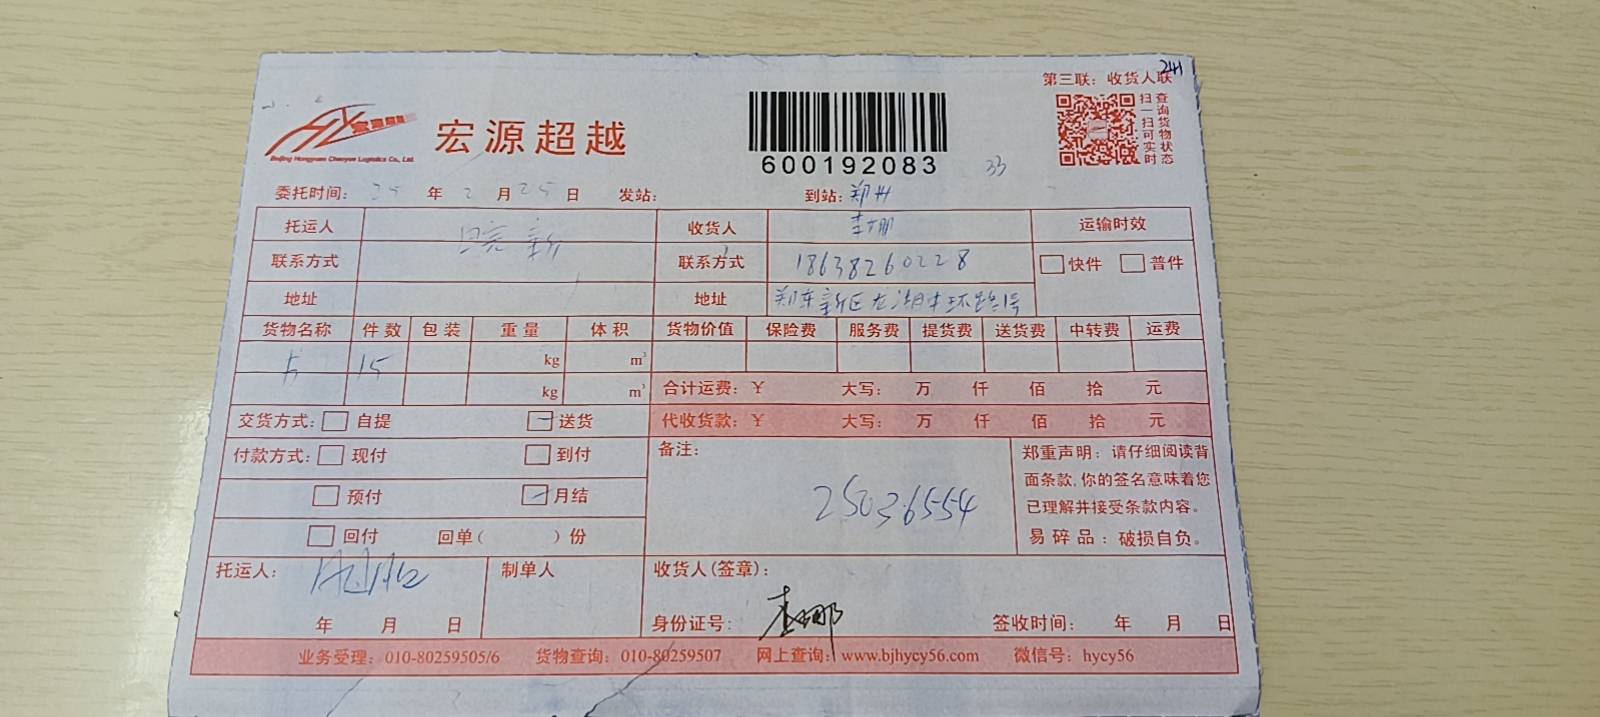 第三联：收货人联
24H
宏源超越
Beijing Hongyuan Chaoyue Logistics Co., Ltd.
宏源超越
600192083
33
扫一扫可实时
查询货物状态
委托时间： 25 年 2 月 25 日 发站： 到站：郑州
托运人 收货人 李娜 运输时效
联系方式 联系方式 18638260228 快件 普件
地址 地址 郑东新区龙湖中环路
货物名称 件数 包装 重量 体积 货物价值 保险费 服务费 提货费 送货费 中转费 运费
15 kg m³
kg m³ 合计运费：￥ 大写： 万 仟 佰 拾 元
交货方式： 自提 送货 代收货款：￥ 大写： 万 仟 佰 拾 元
付款方式： 现付 到付 备注：
预付 月结 25036554
回付 回单（ ）份
郑重声明：请仔细阅读背
面条款，你的签名意味着您
已理解并接受条款内容。
易碎品：破损自负。
托运人： 制单人 收货人(签章)：
年 月 日 身份证号： 李娜 签收时间： 年 月 日
业务受理：010-80259505/6 货物查询：010-80259507 网上查询：www.bjhycy56.com 微信号：hycy56